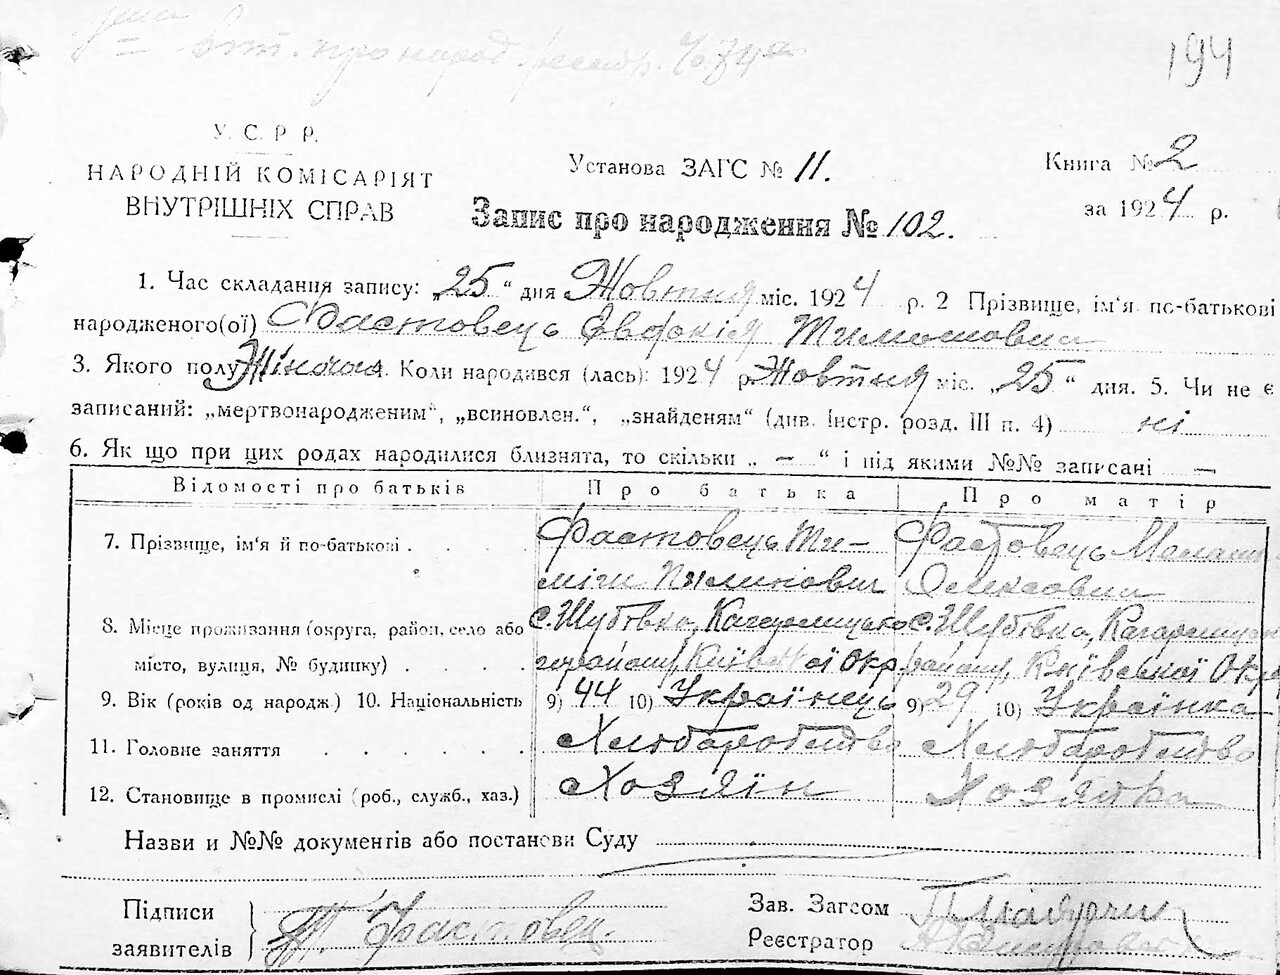 194
У. С. Р Р.
НАРОДНІЙ КОМІСАРІЯТ
ВНУТРІШНІХ СПРАВ
Установа ЗАГС № 11.
Книга № 2
за 1924 р.
Запис про народження № 102.
1. Час складання запису: „25" дня Жовтня міс. 1924 р. 2 Прізвище, ім'я по-батькові
народженого(ої) Фастовець Евдокія Тимошовна
3. Якого полу Жіноча 4. Коли народився (лась): 1924 р. Жовтня міс. „25" дня. 5. Чи не є
записаний: „мертвонародженим", „всиновлен.", „знайденям" (див. Інстр. розд. III п. 4) ні
6. Як що при цих родах народилися близнята, то скільки „ — " і під якими №№ записані —
Відомості про батьків Про батька Про матір
7. Прізвище, ім'я й по-батькові . . . . Фастовець Ти- Фастовець
Олексовна
8. Місце проживання (округа, район, село або с. Шубівка, с. Шубівка,
місто, вулиця, № будинку) . . . . району, Київської Окр. району, Київської Окр
9. Вік (років од народж.) 10. Національність 9) 44 10) Українець 9) 29 10) Українка
11. Головне заняття . . . . . Хлюборобство Хлюборобство
12. Становище в промислі (роб., служб., хаз.) Хозяїн Хозяйка
Назви и №№ документів або постанови Суду
Підписи
заявителів
Т. Фастовец.
Зав. Загсом
Реєстратор